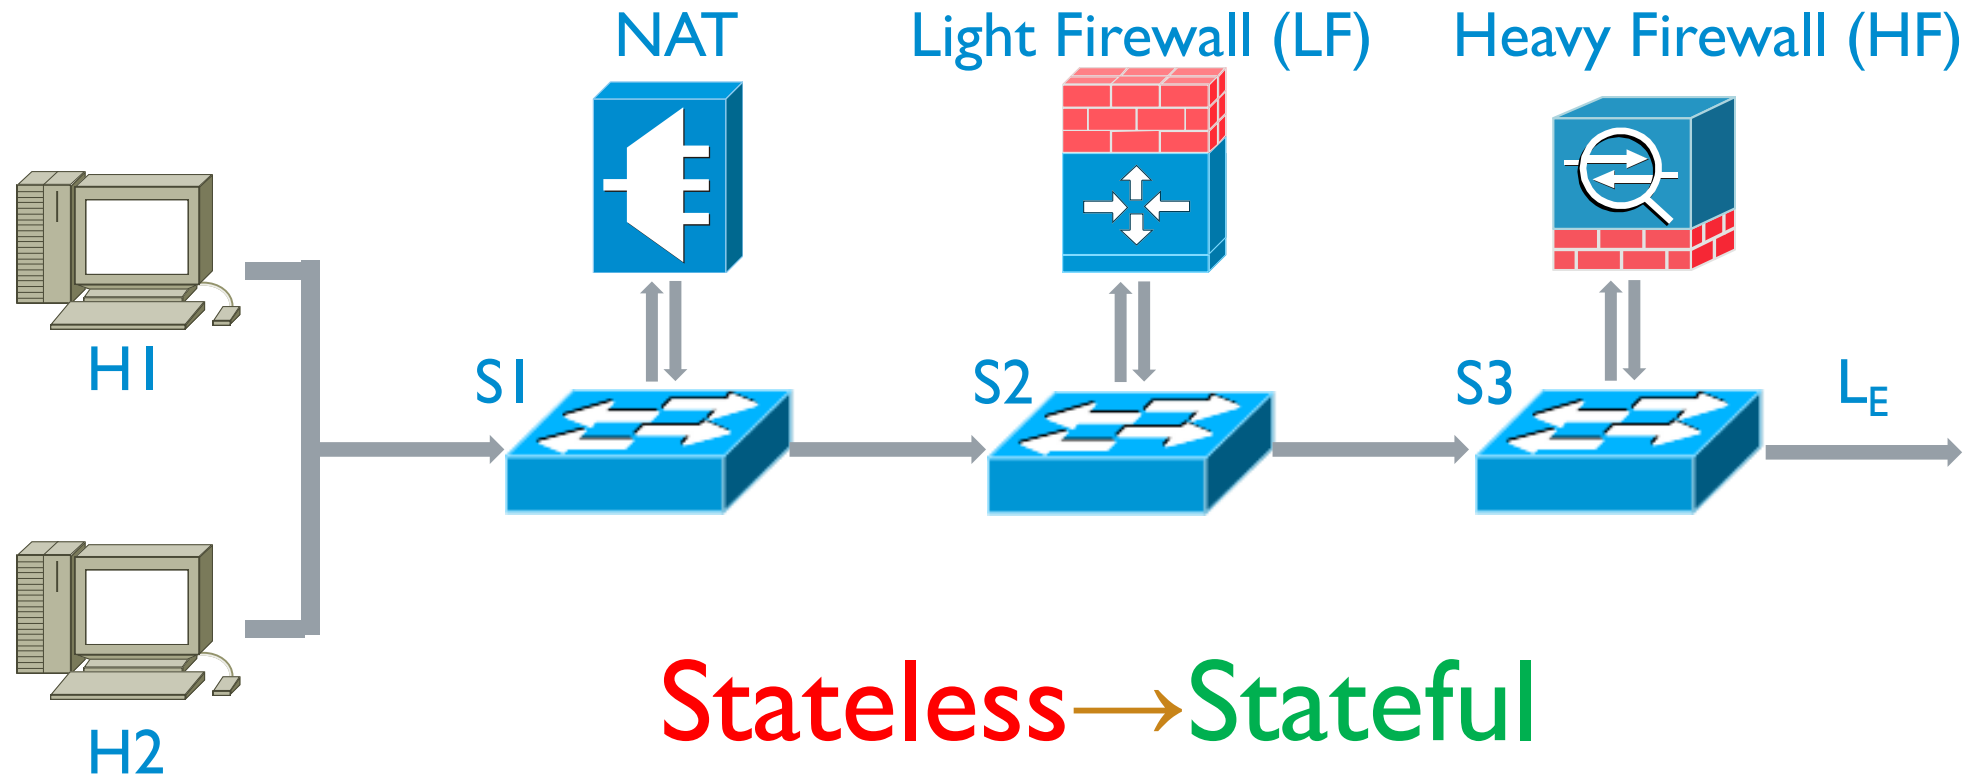 NAT
Light Firewall (LF)
Heavy Firewall (HF)
H1
S1
S2
S3
LE
H2
Stateless→Stateful